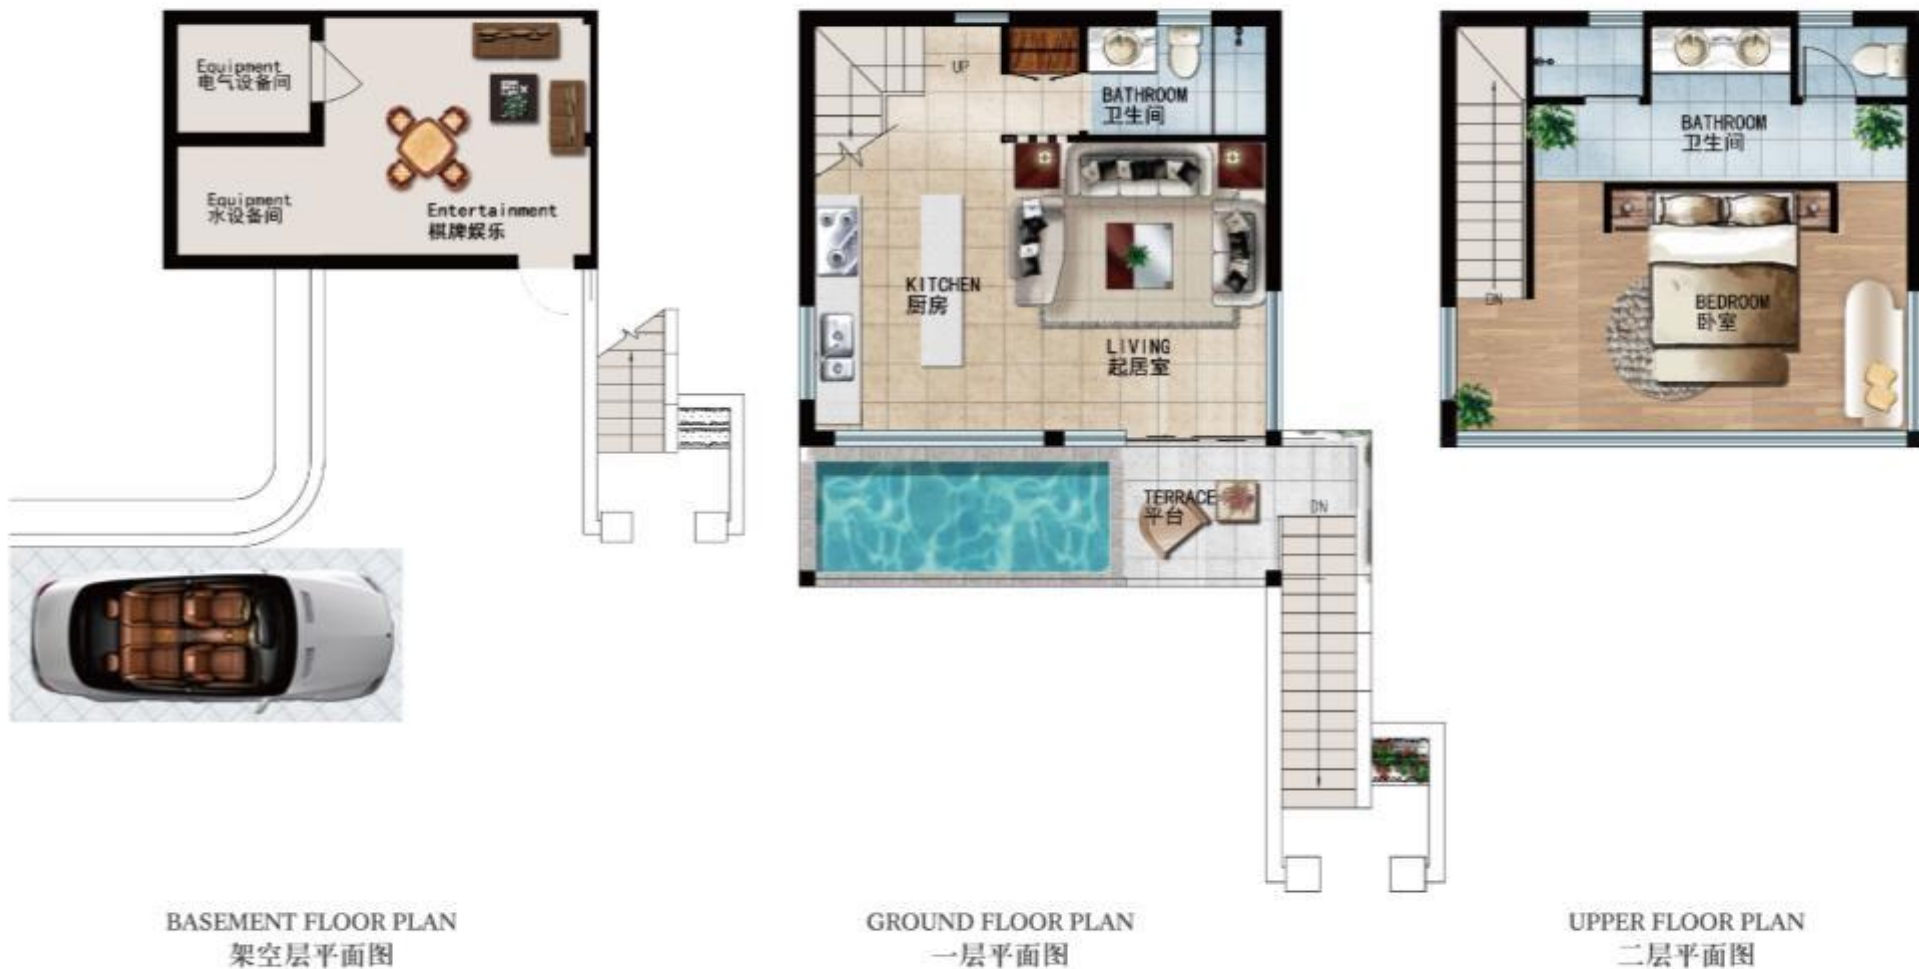 Equipment
电气设备间
Equipment
水设备间
Entertainment
棋牌娱乐
BASEMENT FLOOR PLAN
架空层平面图
UP
BATHROOM
卫生间
KITCHEN
厨房
LIVING
起居室
TERRACE
平台
DN
GROUND FLOOR PLAN
一层平面图
BATHROOM
卫生间
DN
BEDROOM
卧室
UPPER FLOOR PLAN
二层平面图